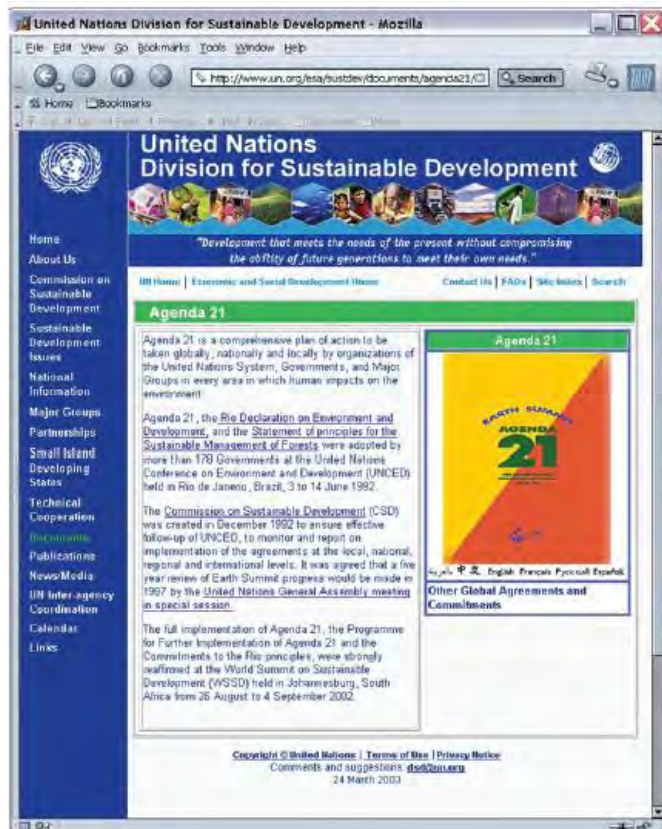 United Nations Division for Sustainable Development - Mozilla
File Edit View Go Bookmarks Tools Window Help
http://www.un.org/esa/sustdev/documents/agenda21/ Search
Home Bookmarks
United Nations
Division for Sustainable Development
"Development that meets the needs of the present without compromising
the ability of future generations to meet their own needs."
UN Home | Economic and Social Development Home Contact Us | FAQs | Site Index | Search
Home
About Us
Commission on
Sustainable
Development
Sustainable
Development
Issues
National
Information
Major Groups
Partnerships
Small Island
Developing
States
Technical
Cooperation
Documents
Publications
News/Media
UN Inter-agency
Coordination
Calendar
Links
Agenda 21
Agenda 21 is a comprehensive plan of action to be
taken globally, nationally and locally by organizations of
the United Nations System, Governments, and Major
Groups in every area in which human impacts on the
environment.
Agenda 21, the Rio Declaration on Environment and
Development, and the Statement of principles for the
Sustainable Management of Forests were adopted by
more than 178 Governments at the United Nations
Conference on Environment and Development (UNCED)
held in Rio de Janerio, Brazil, 3 to 14 June 1992.
The Commission on Sustainable Development (CSD)
was created in December 1992 to ensure effective
follow-up of UNCED, to monitor and report on
implementation of the agreements at the local, national,
regional and international levels. It was agreed that a five
year review of Earth Summit progress would be made in
1997 by the United Nations General Assembly meeting
in special session.
The full implementation of Agenda 21, the Programme
for Further Implementation of Agenda 21 and the
Commitments to the Rio principles, were strongly
reaffirmed at the World Summit on Sustainable
Development (WSSD) held in Johannesburg, South
Africa from 26 August to 4 September 2002.
Agenda 21
EARTH SUMMIT
AGENDA
21
中文 English Français Русский Español
Other Global Agreements and
Commitments
Copyright © United Nations | Terms of Use | Privacy Notice
Comments and suggestions: dsd@un.org
24 March 2003